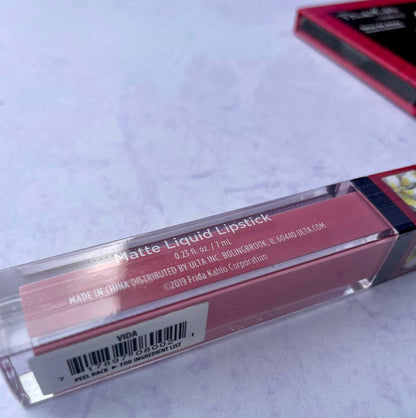 Matte Liquid Lipstick
0.23 fl. oz. / 7 mL
MADE IN CHINA DISTRIBUTED BY ULTA INC. BOLINGBROOK, IL 60440 ULTA.COM
©2019 Frida Kahlo Corporation
VIDA
PEEL BACK ► FOR INGREDIENT LIST